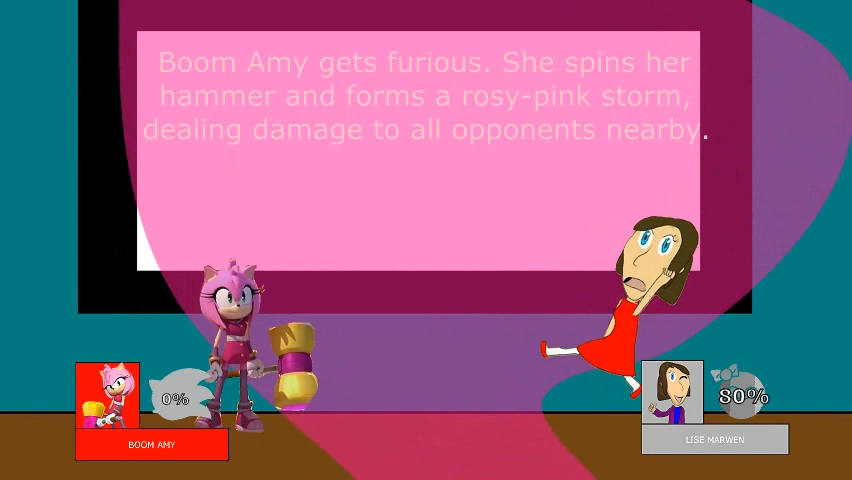 Boom Amy gets furious. She spins her
hammer and forms a rosy-pink storm,
dealing damage to all opponents nearby.
0%
80%
BOOM AMY
LISE MARWEN